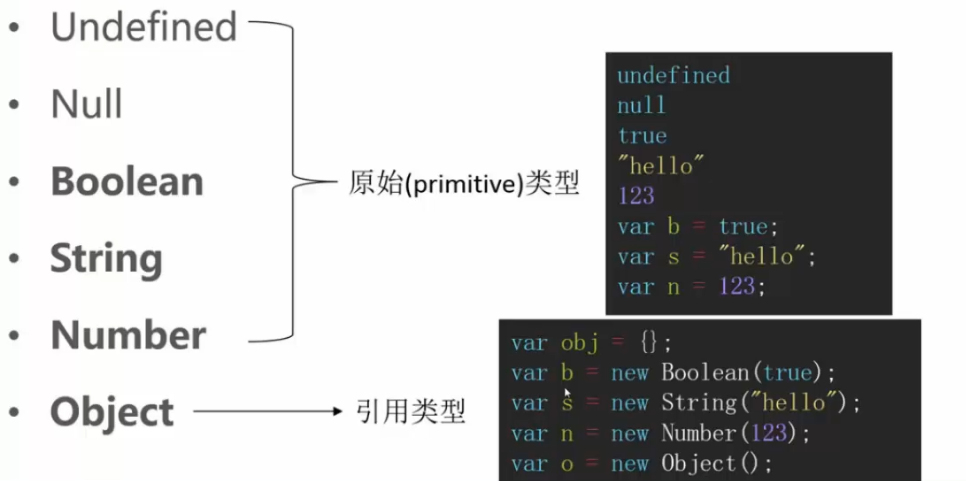 • Undefined
• Null
• Boolean
• String
• Number
• Object
原始(primitive)类型
引用类型
undefined
null
true
"hello"
123
var b = true;
var s = "hello";
var n = 123;
var obj = {};
var b = new Boolean(true);
var s = new String("hello");
var n = new Number(123);
var o = new Object();